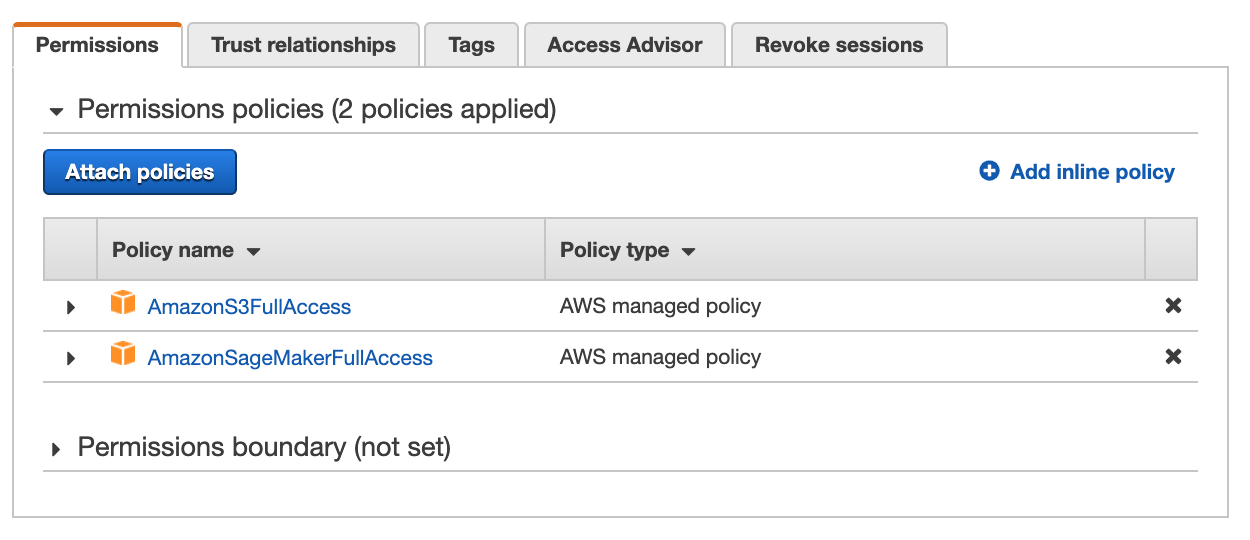 Permissions Trust relationships Tags Access Advisor Revoke sessions
Permissions policies (2 policies applied)
Attach policies Add inline policy
Policy name Policy type
AmazonS3FullAccess AWS managed policy
AmazonSageMakerFullAccess AWS managed policy
Permissions boundary (not set)